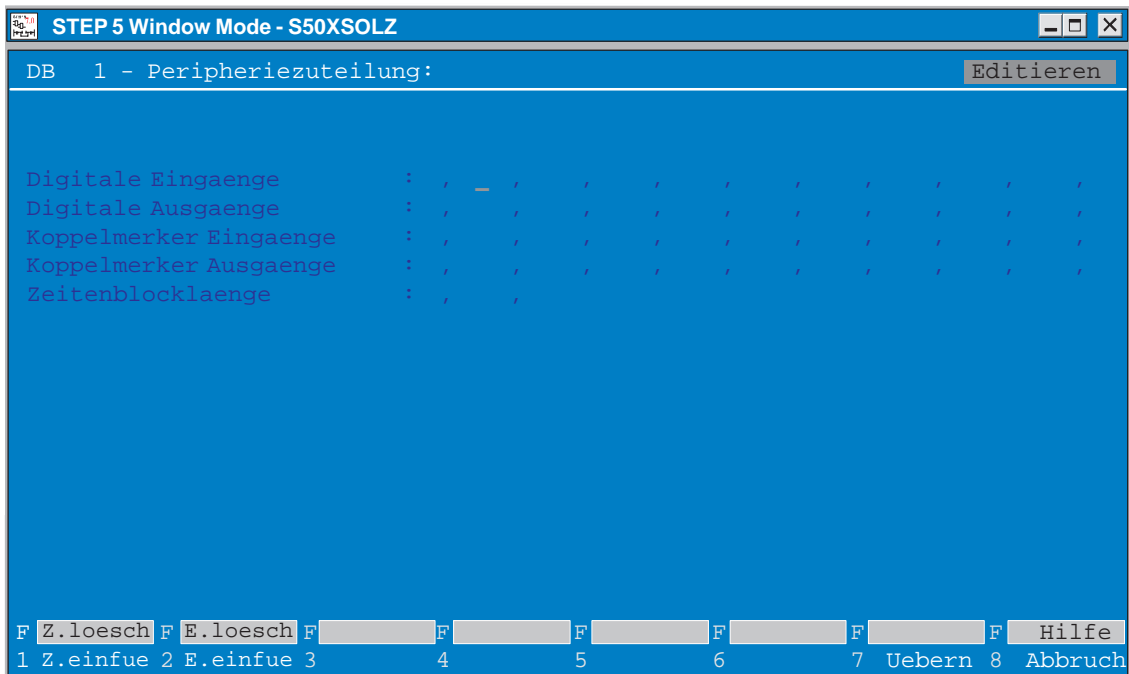 STEP 5 Window Mode - S50XSOLZ
DB 1 - Peripheriezuteilung: Editieren
Digitale Eingaenge : , _ , , , , , , , , ,
Digitale Ausgaenge : , , , , , , , , , ,
Koppelmerker Eingaenge : , , , , , , , , , ,
Koppelmerker Ausgaenge : , , , , , , , , , ,
Zeitenblocklaenge : , ,
F Z.loesch F E.loesch F F F F F F Hilfe
1 Z.einfue 2 E.einfue 3 4 5 6 7 Uebern 8 Abbruch